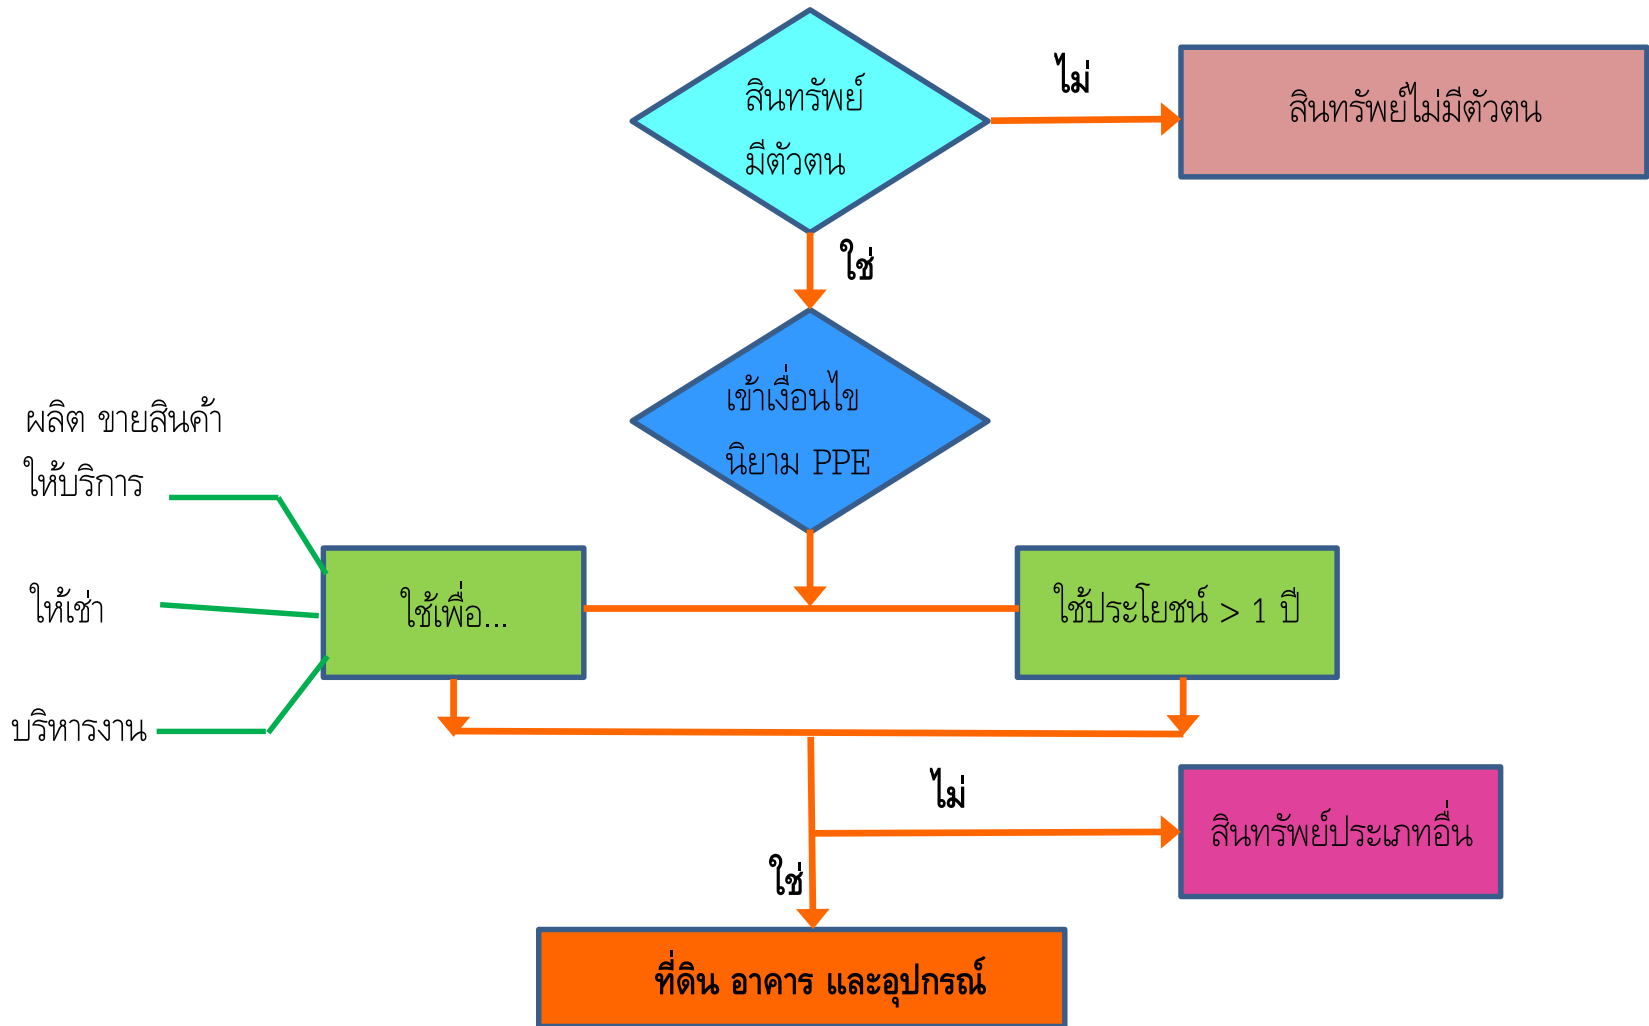 สินทรัพย์
มีตัวตน
ไม่
สินทรัพย์ไม่มีตัวตน
ใช่
เข้าเงื่อนไข
นิยาม PPE
ผลิต ขายสินค้า
ให้บริการ
ให้เช่า
บริหารงาน
ใช้เพื่อ...
ใช้ประโยชน์ > 1 ปี
ไม่
สินทรัพย์ประเภทอื่น
ใช่
ที่ดิน อาคาร และอุปกรณ์